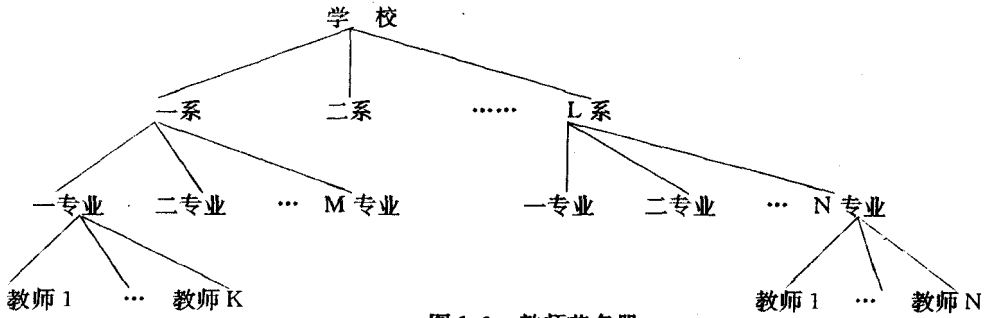 学 校
一系 二系 …… L 系
一专业 二专业 … M 专业 一专业 二专业 … N 专业
教师 1 … 教师 K 教师 1 … 教师 N